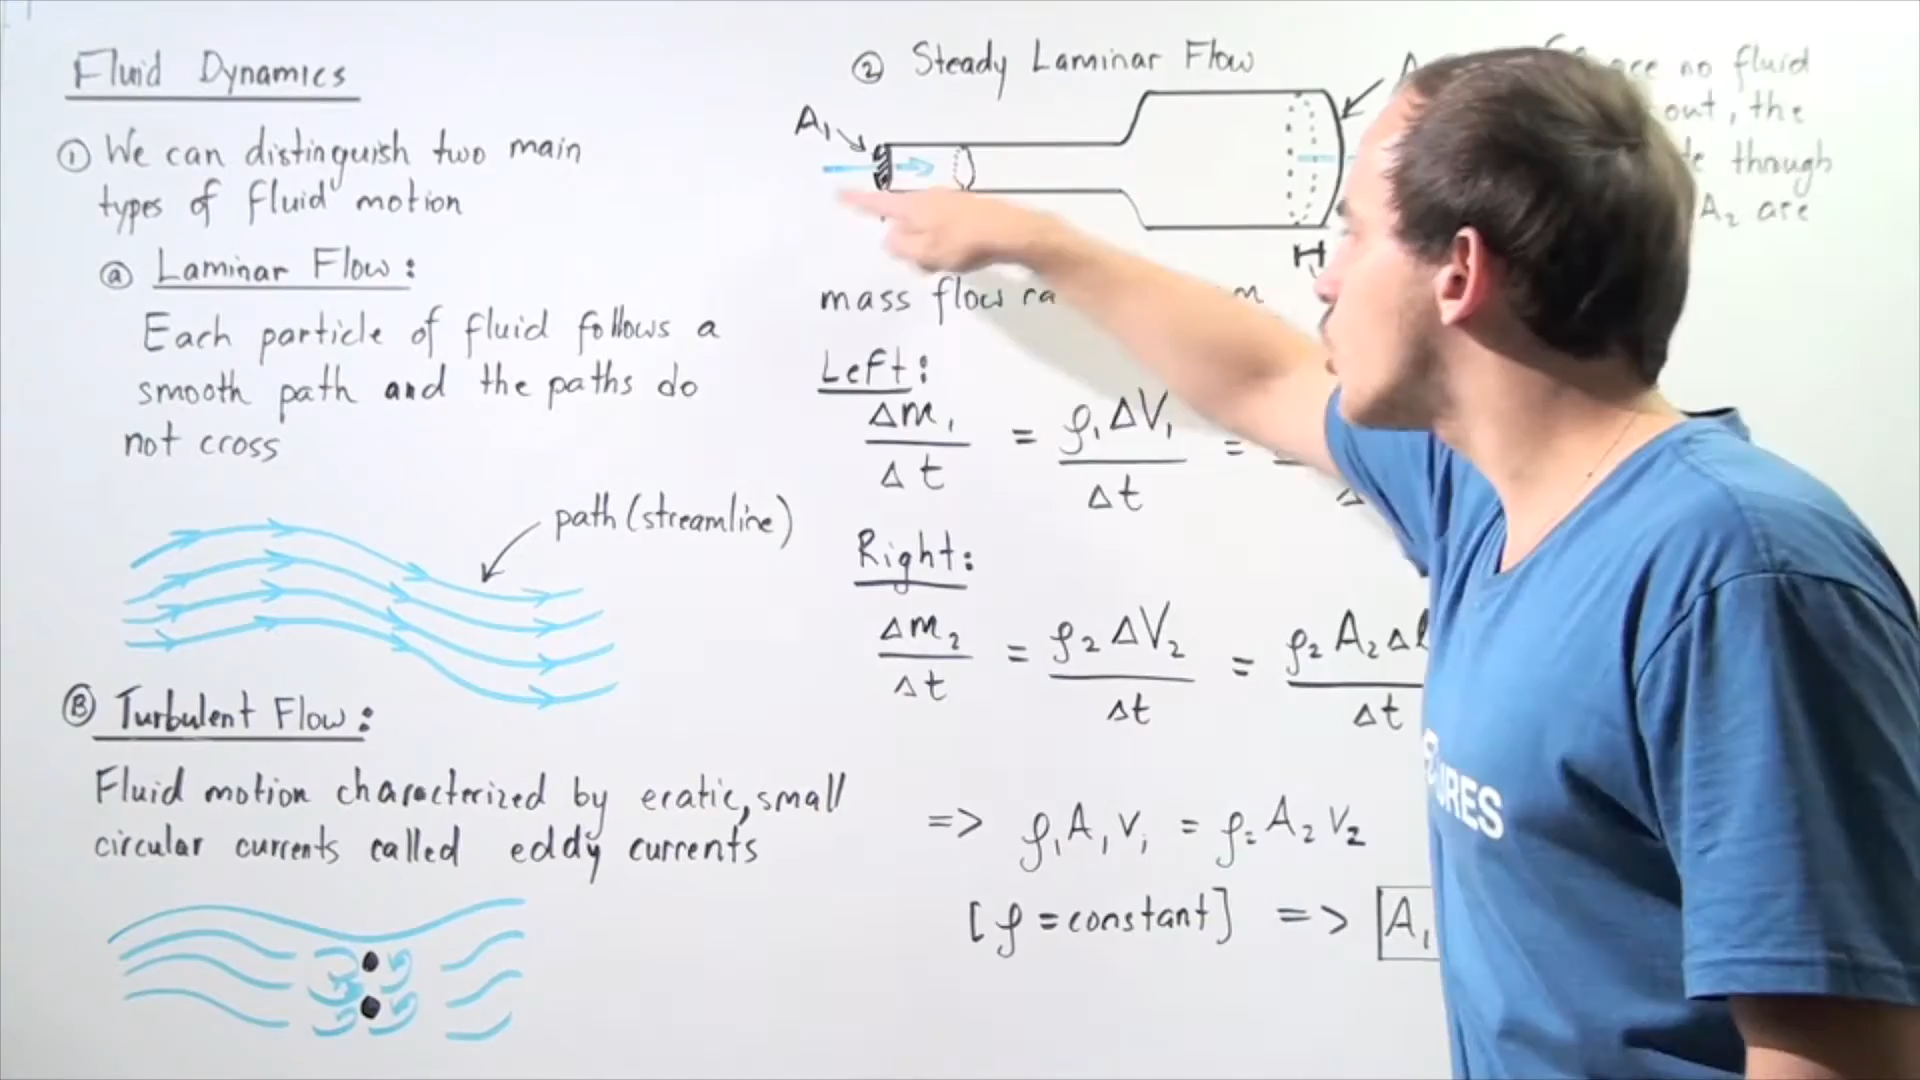 Fluid Dynamics
① We can distinguish two main
types of fluid motion
ⓐ Laminar Flow:
Each particle of fluid follows a
smooth path and the paths do
not cross
path (streamline)
Ⓑ Turbulent Flow:
Fluid motion characterized by eratic, small
circular currents called eddy currents
② Steady Laminar Flow
A₁
mass flow
Left:
Δm₁/Δt = ρ₁ΔV₁/Δt =
Right:
Δm₂/Δt = ρ₂ΔV₂/Δt = ρ₂A₂Δl/Δt
=> ρ₁A₁v₁ = ρ₂A₂v₂
[ρ = constant] => A₁
no fluid
out, the
through
A₂ are